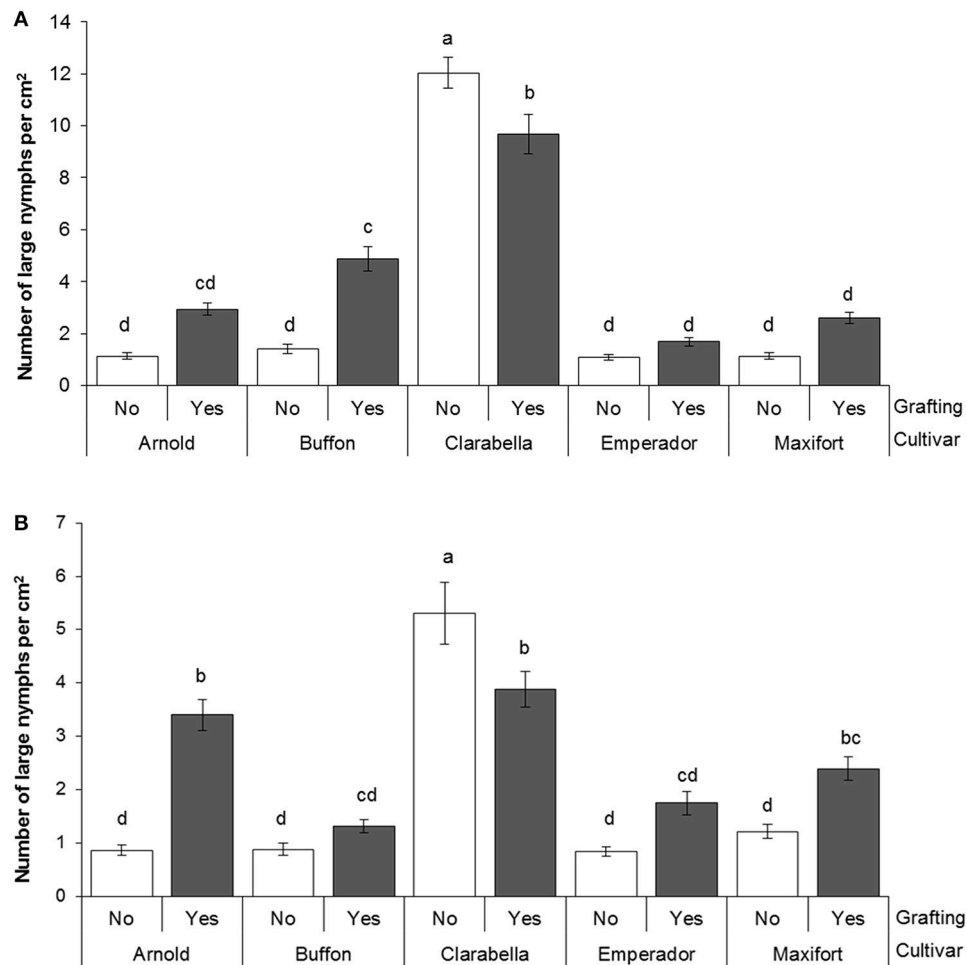 A
Number of large nymphs per cm²
14
12
10
8
6
4
2
0
d cd d c a b d d d d
No Yes No Yes No Yes No Yes No Yes Grafting
Arnold Buffon Clarabella Emperador Maxifort Cultivar
B
Number of large nymphs per cm²
7
6
5
4
3
2
1
0
d b d cd a b d cd d bc
No Yes No Yes No Yes No Yes No Yes Grafting
Arnold Buffon Clarabella Emperador Maxifort Cultivar